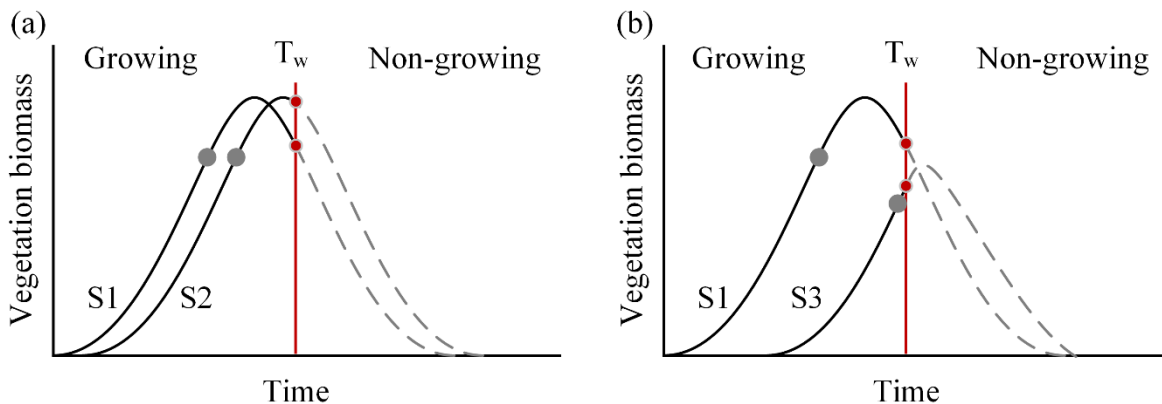 (a)
Growing
T_w
Non-growing
Vegetation biomass
S1
S2
Time
(b)
Growing
T_w
Non-growing
Vegetation biomass
S1
S3
Time